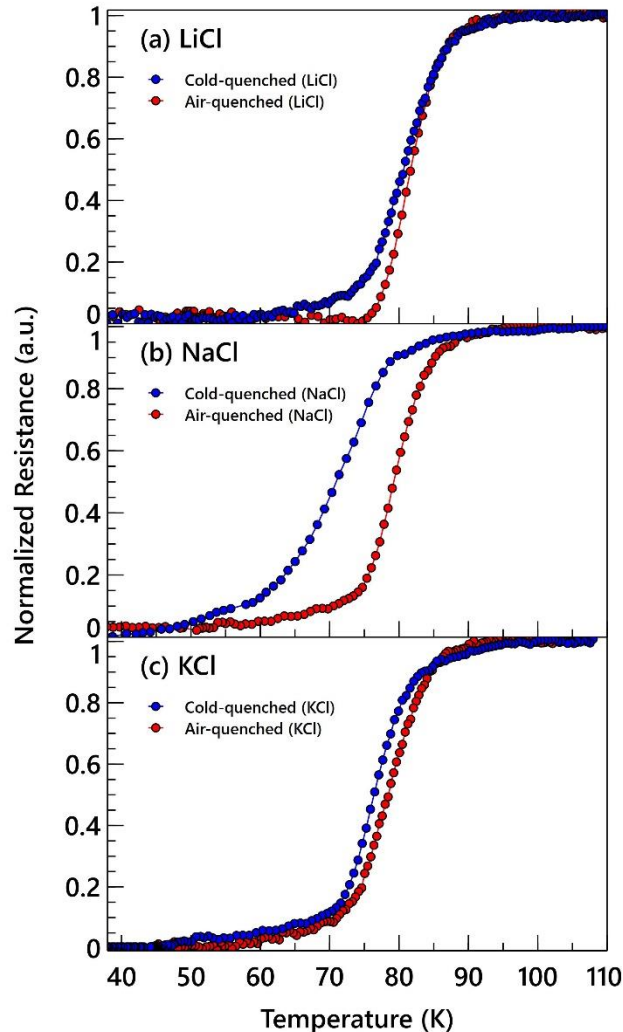 (a) LiCl
Cold-quenched (LiCl)
Air-quenched (LiCl)
1
0.8
0.6
0.4
0.2
0
(b) NaCl
Cold-quenched (NaCl)
Air-quenched (NaCl)
1
0.8
0.6
0.4
0.2
0
(c) KCl
Cold-quenched (KCl)
Air-quenched (KCl)
1
0.8
0.6
0.4
0.2
0
Normalized Resistance (a.u.)
40 50 60 70 80 90 100 110
Temperature (K)